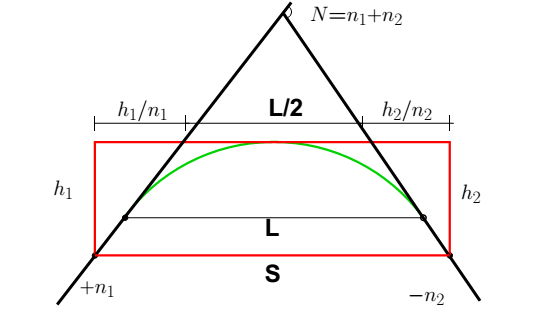 N=n₁+n₂
h₁/n₁ L/2 h₂/n₂
h₁ h₂
L
S
+n₁ −n₂